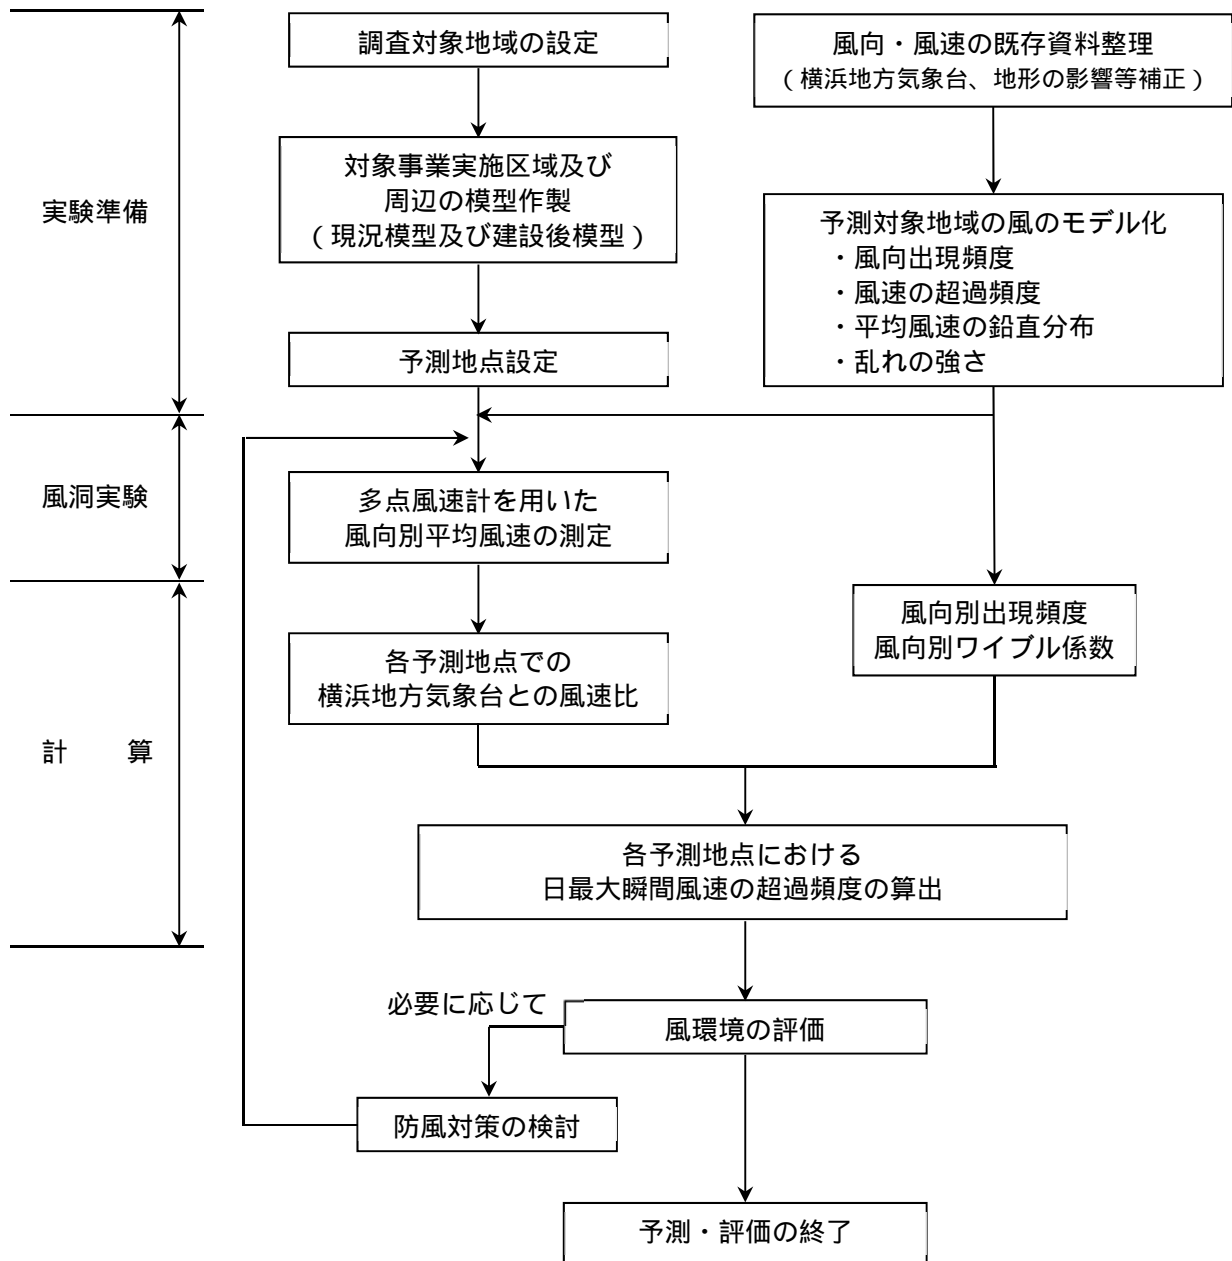 調査対象地域の設定
風向・風速の既存資料整理
(横浜地方気象台、地形の影響等補正)
対象事業実施区域及び
周辺の模型作製
(現況模型及び建設後模型)
実験準備
予測対象地域の風のモデル化
・風向出現頻度
・風速の超過頻度
・平均風速の鉛直分布
・乱れの強さ
予測地点設定
風洞実験
多点風速計を用いた
風向別平均風速の測定
風向別出現頻度
風向別ワイブル係数
各予測地点での
横浜地方気象台との風速比
計　算
各予測地点における
日最大瞬間風速の超過頻度の算出
必要に応じて
風環境の評価
防風対策の検討
予測・評価の終了